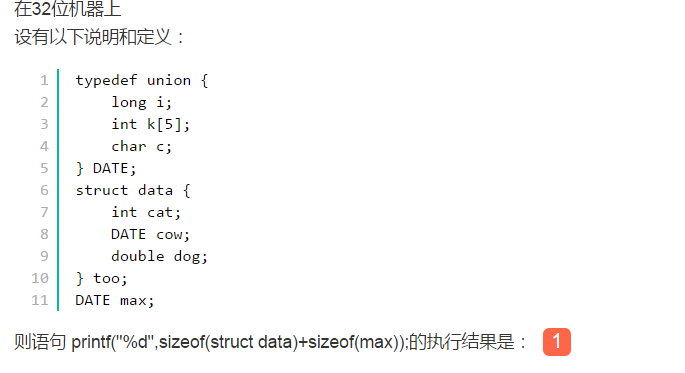 在32位机器上
设有以下说明和定义：
1 typedef union {
2 long i;
3 int k[5];
4 char c;
5 } DATE;
6 struct data {
7 int cat;
8 DATE cow;
9 double dog;
10 } too;
11 DATE max;
则语句 printf("%d",sizeof(struct data)+sizeof(max));的执行结果是： 1